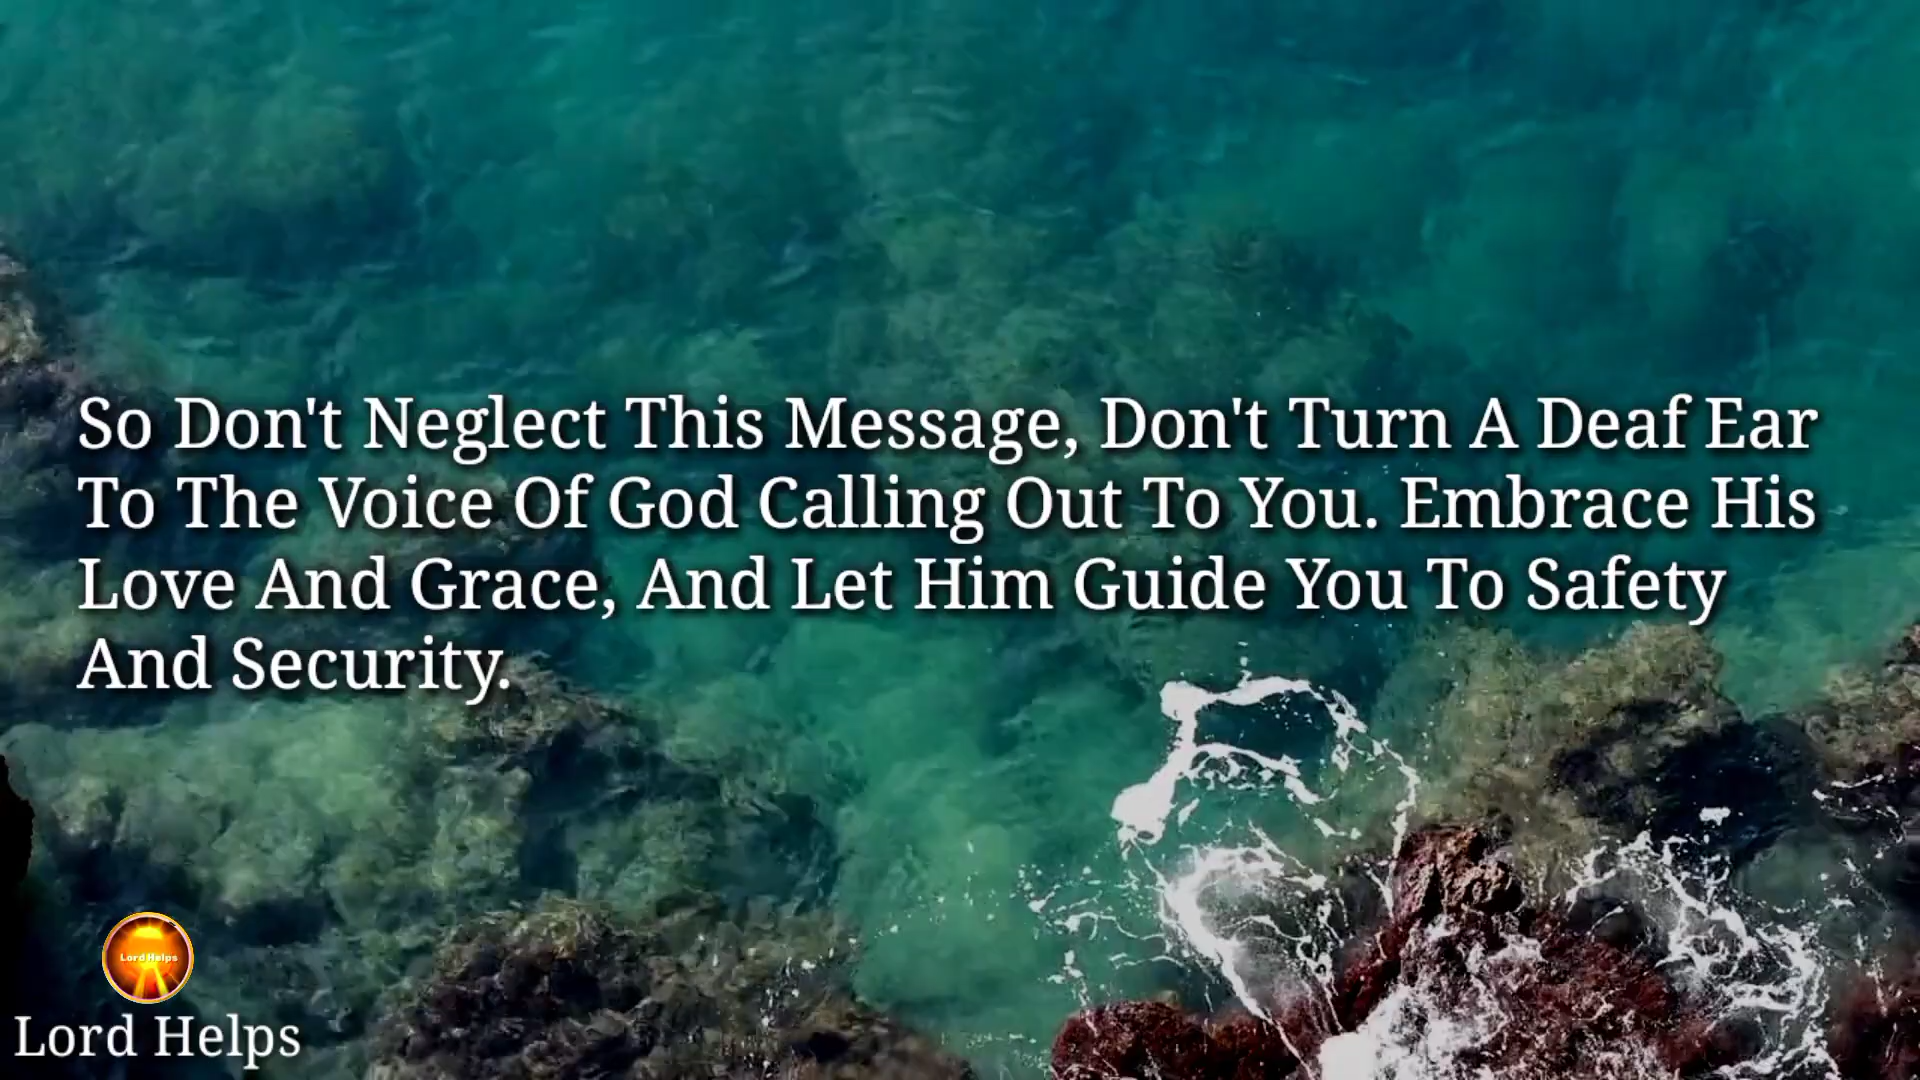 So Don't Neglect This Message, Don't Turn A Deaf Ear
To The Voice Of God Calling Out To You. Embrace His
Love And Grace, And Let Him Guide You To Safety
And Security.
Lord Helps
Lord Helps